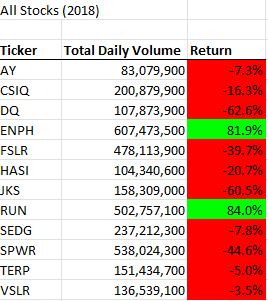 All Stocks (2018)
Ticker Total Daily Volume Return
AY 83,079,900 -7.3%
CSIQ 200,879,900 -16.3%
DQ 107,873,900 -62.6%
ENPH 607,473,500 81.9%
FSLR 478,113,900 -39.7%
HASI 104,340,600 -20.7%
JKS 158,309,000 -60.5%
RUN 502,757,100 84.0%
SEDG 237,212,300 -7.8%
SPWR 538,024,300 -44.6%
TERP 151,434,700 -5.0%
VSLR 136,539,100 -3.5%